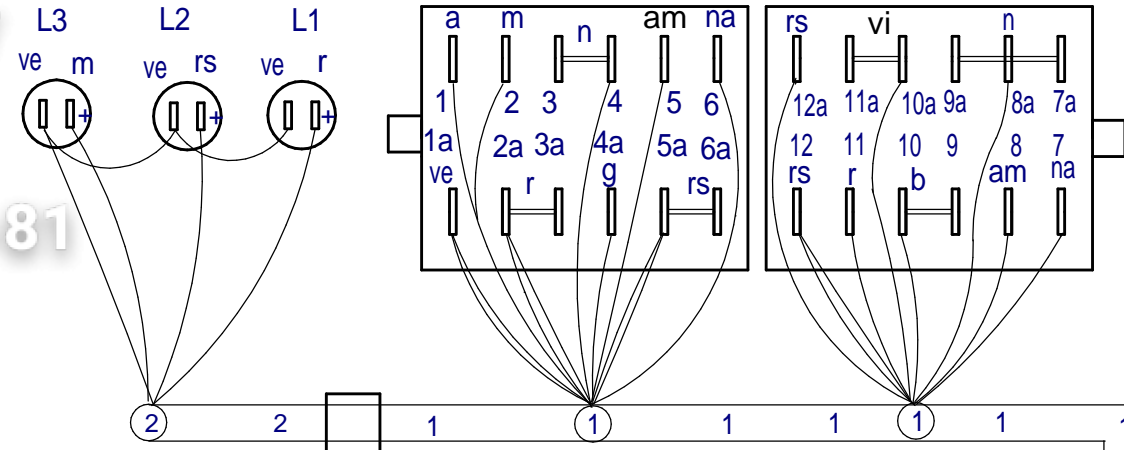 L3 L2 L1
ve m ve rs ve r
+ + +
81
a m n am na
1 2 3 4 5 6
1a 2a 3a 4a 5a 6a
ve r g rs
rs vi n
12a 11a 10a 9a 8a 7a
12 11 10 9 8 7
rs r b am na
2 2 1 1 1 1 1 1